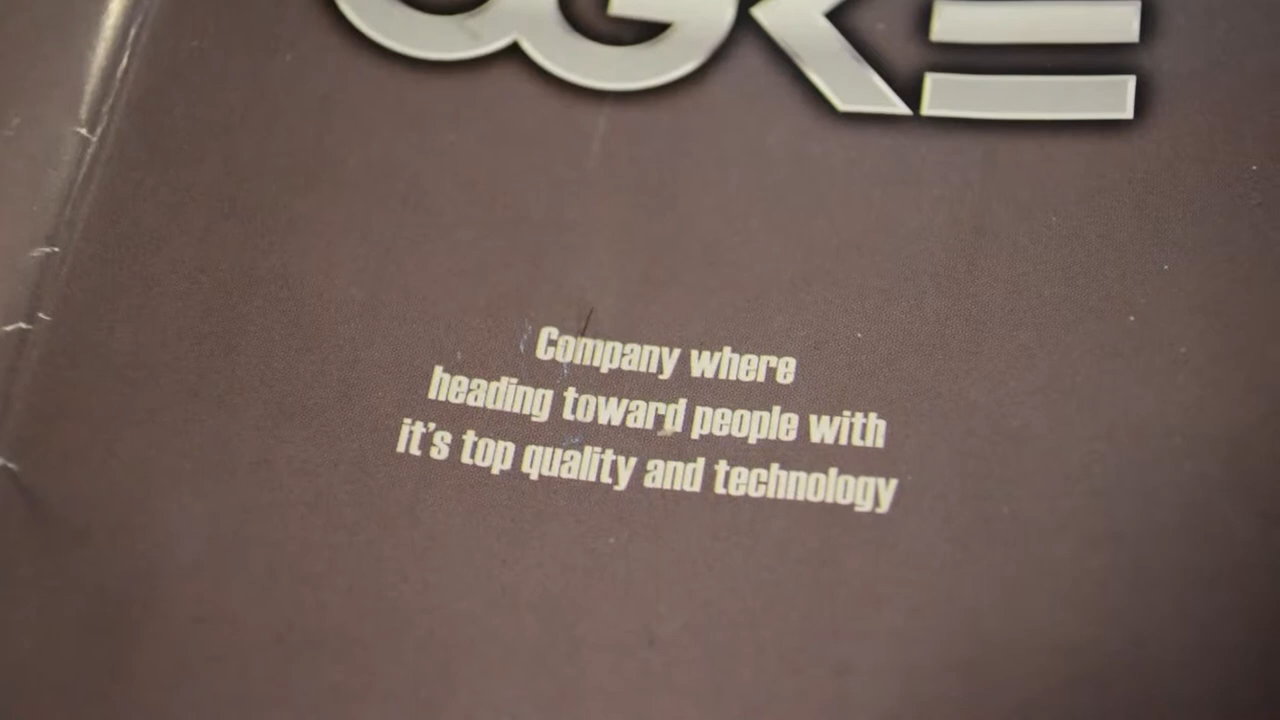 Company where
heading toward people with
it's top quality and technology